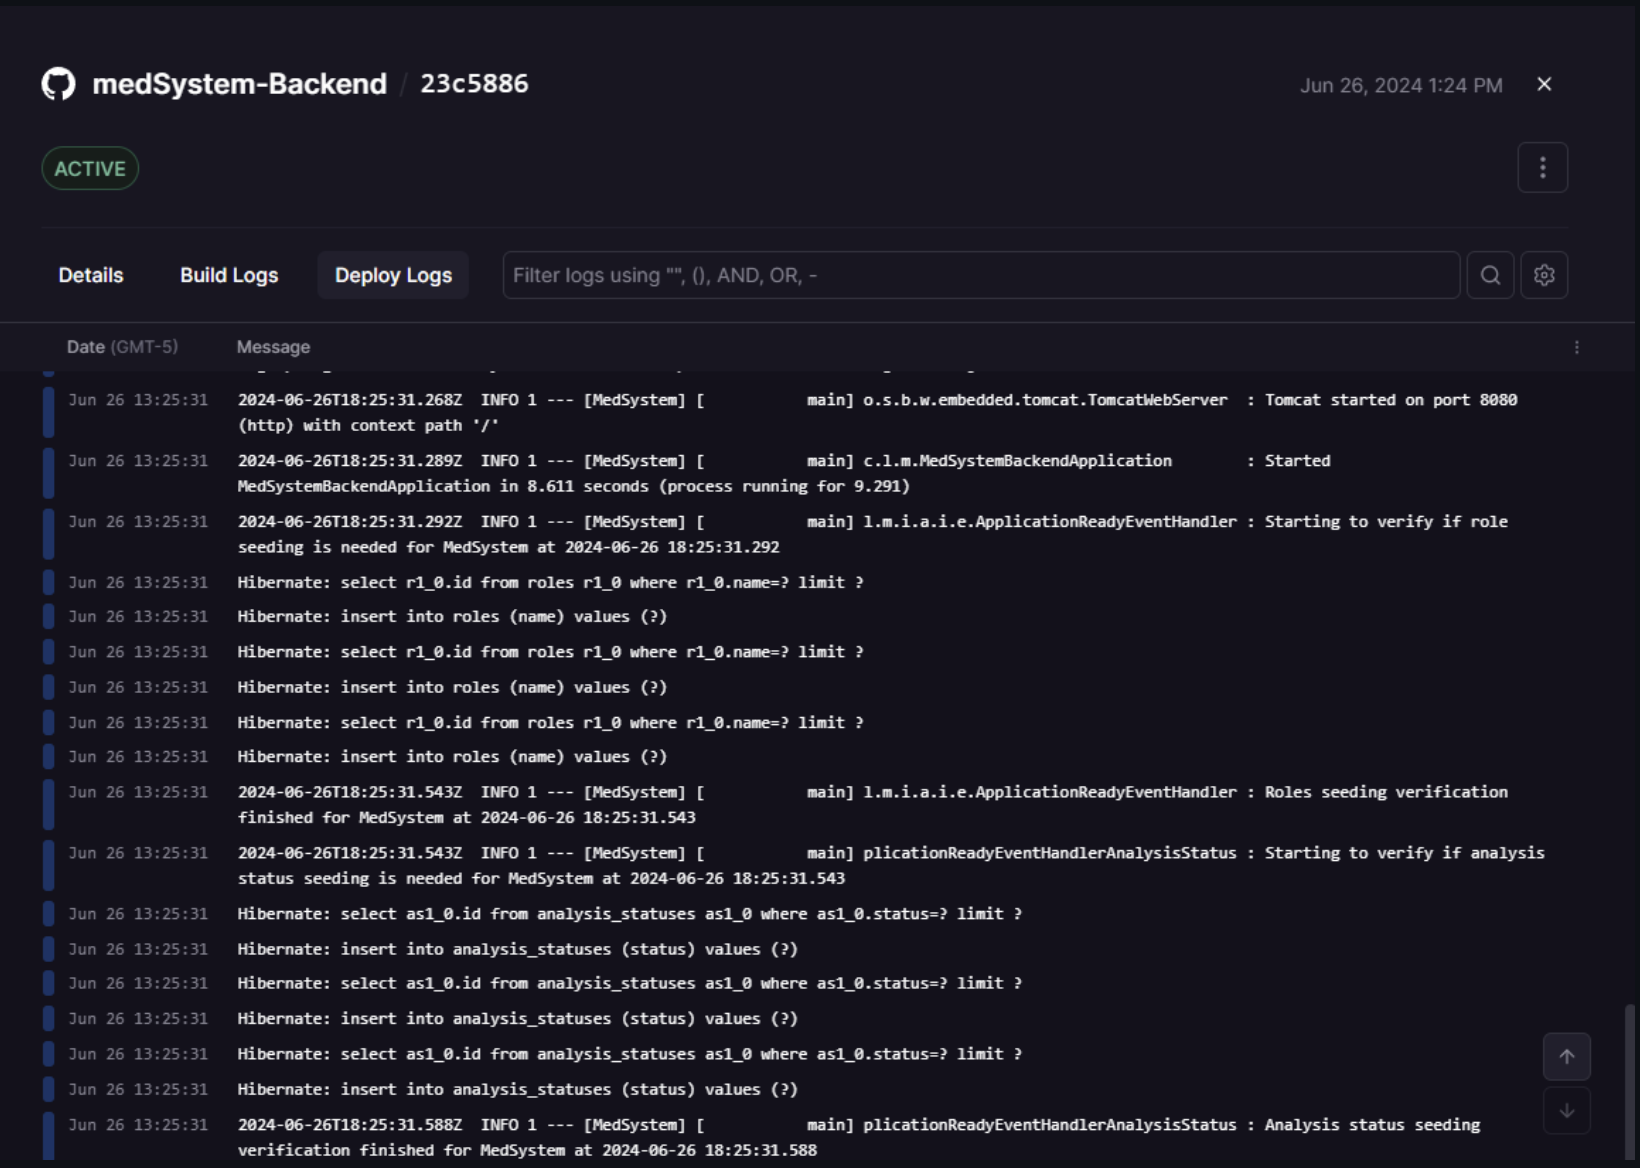 medSystem-Backend / 23c5886
Jun 26, 2024 1:24 PM
ACTIVE
Details Build Logs Deploy Logs Filter logs using "", (), AND, OR, -
Date (GMT-5) Message
Jun 26 13:25:31 2024-06-26T18:25:31.268Z  INFO 1 --- [MedSystem] [           main] o.s.b.w.embedded.tomcat.TomcatWebServer  : Tomcat started on port 8080
(http) with context path '/'
Jun 26 13:25:31 2024-06-26T18:25:31.289Z  INFO 1 --- [MedSystem] [           main] c.l.m.MedSystemBackendApplication        : Started
MedSystemBackendApplication in 8.611 seconds (process running for 9.291)
Jun 26 13:25:31 2024-06-26T18:25:31.292Z  INFO 1 --- [MedSystem] [           main] l.m.i.a.i.e.ApplicationReadyEventHandler : Starting to verify if role
seeding is needed for MedSystem at 2024-06-26 18:25:31.292
Jun 26 13:25:31 Hibernate: select r1_0.id from roles r1_0 where r1_0.name=? limit ?
Jun 26 13:25:31 Hibernate: insert into roles (name) values (?)
Jun 26 13:25:31 Hibernate: select r1_0.id from roles r1_0 where r1_0.name=? limit ?
Jun 26 13:25:31 Hibernate: insert into roles (name) values (?)
Jun 26 13:25:31 Hibernate: select r1_0.id from roles r1_0 where r1_0.name=? limit ?
Jun 26 13:25:31 Hibernate: insert into roles (name) values (?)
Jun 26 13:25:31 2024-06-26T18:25:31.543Z  INFO 1 --- [MedSystem] [           main] l.m.i.a.i.e.ApplicationReadyEventHandler : Roles seeding verification
finished for MedSystem at 2024-06-26 18:25:31.543
Jun 26 13:25:31 2024-06-26T18:25:31.543Z  INFO 1 --- [MedSystem] [           main] plicationReadyEventHandlerAnalysisStatus : Starting to verify if analysis
status seeding is needed for MedSystem at 2024-06-26 18:25:31.543
Jun 26 13:25:31 Hibernate: select as1_0.id from analysis_statuses as1_0 where as1_0.status=? limit ?
Jun 26 13:25:31 Hibernate: insert into analysis_statuses (status) values (?)
Jun 26 13:25:31 Hibernate: select as1_0.id from analysis_statuses as1_0 where as1_0.status=? limit ?
Jun 26 13:25:31 Hibernate: insert into analysis_statuses (status) values (?)
Jun 26 13:25:31 Hibernate: select as1_0.id from analysis_statuses as1_0 where as1_0.status=? limit ?
Jun 26 13:25:31 Hibernate: insert into analysis_statuses (status) values (?)
Jun 26 13:25:31 2024-06-26T18:25:31.588Z  INFO 1 --- [MedSystem] [           main] plicationReadyEventHandlerAnalysisStatus : Analysis status seeding
verification finished for MedSystem at 2024-06-26 18:25:31.588